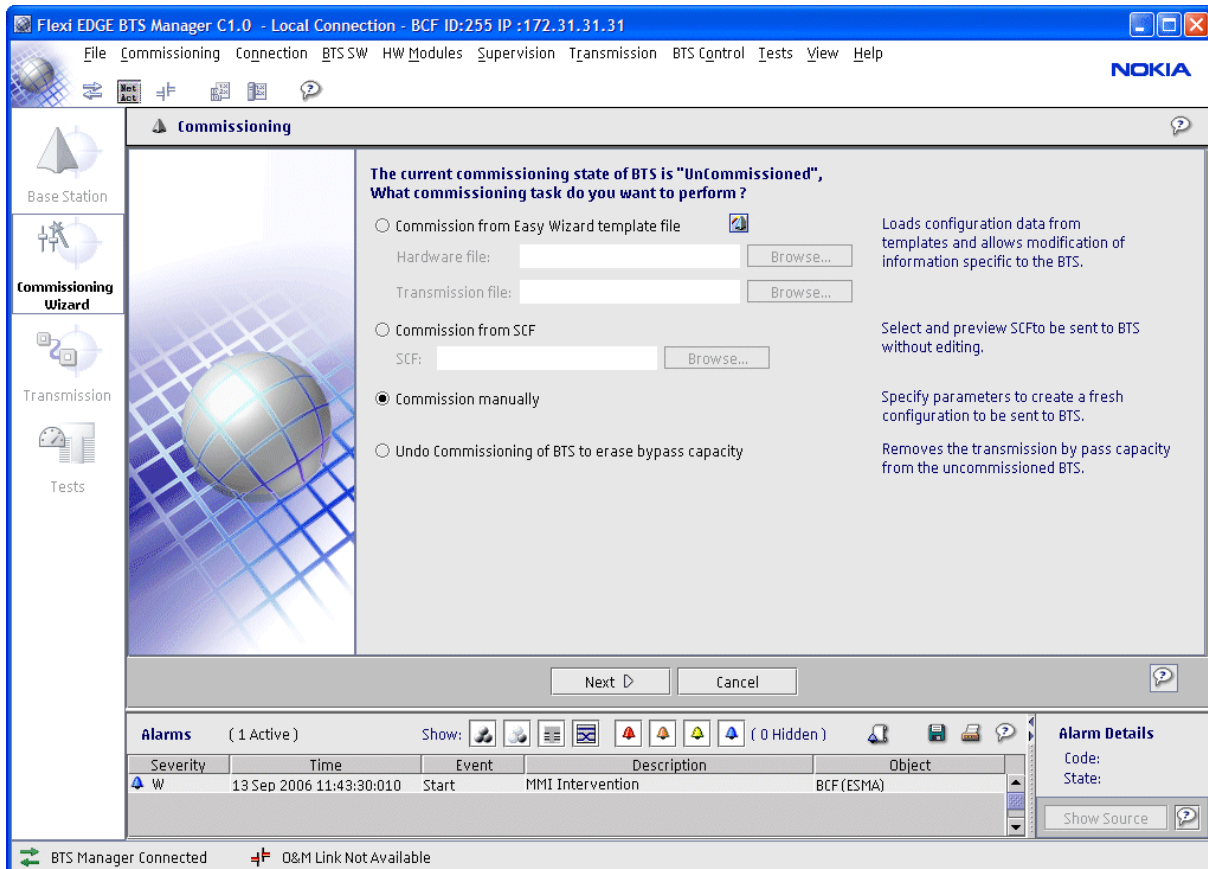 Flexi EDGE BTS Manager C1.0 - Local Connection - BCF ID:255 IP :172.31.31.31
File Commissioning Connection BTS SW HW Modules Supervision Transmission BTS Control Tests View Help
NOKIA
Net
Act
Commissioning
Base Station
Commissioning
Wizard
Transmission
Tests
The current commissioning state of BTS is "UnCommissioned",
What commissioning task do you want to perform ?
Commission from Easy Wizard template file
Hardware file: Browse...
Transmission file: Browse...
Loads configuration data from
templates and allows modification of
information specific to the BTS.
Commission from SCF
SCF: Browse...
Select and preview SCFto be sent to BTS
without editing.
Commission manually
Specify parameters to create a fresh
configuration to be sent to BTS.
Undo Commissioning of BTS to erase bypass capacity
Removes the transmission by pass capacity
from the uncommissioned BTS.
Next Cancel
Alarms ( 1 Active ) Show: ( 0 Hidden )
Severity Time Event Description Object
W 13 Sep 2006 11:43:30:010 Start MMI Intervention BCF(ESMA)
Alarm Details
Code:
State:
Show Source
BTS Manager Connected O&M Link Not Available